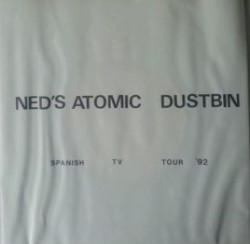 NED'S ATOMIC DUSTBIN
SPANISH TV TOUR '92